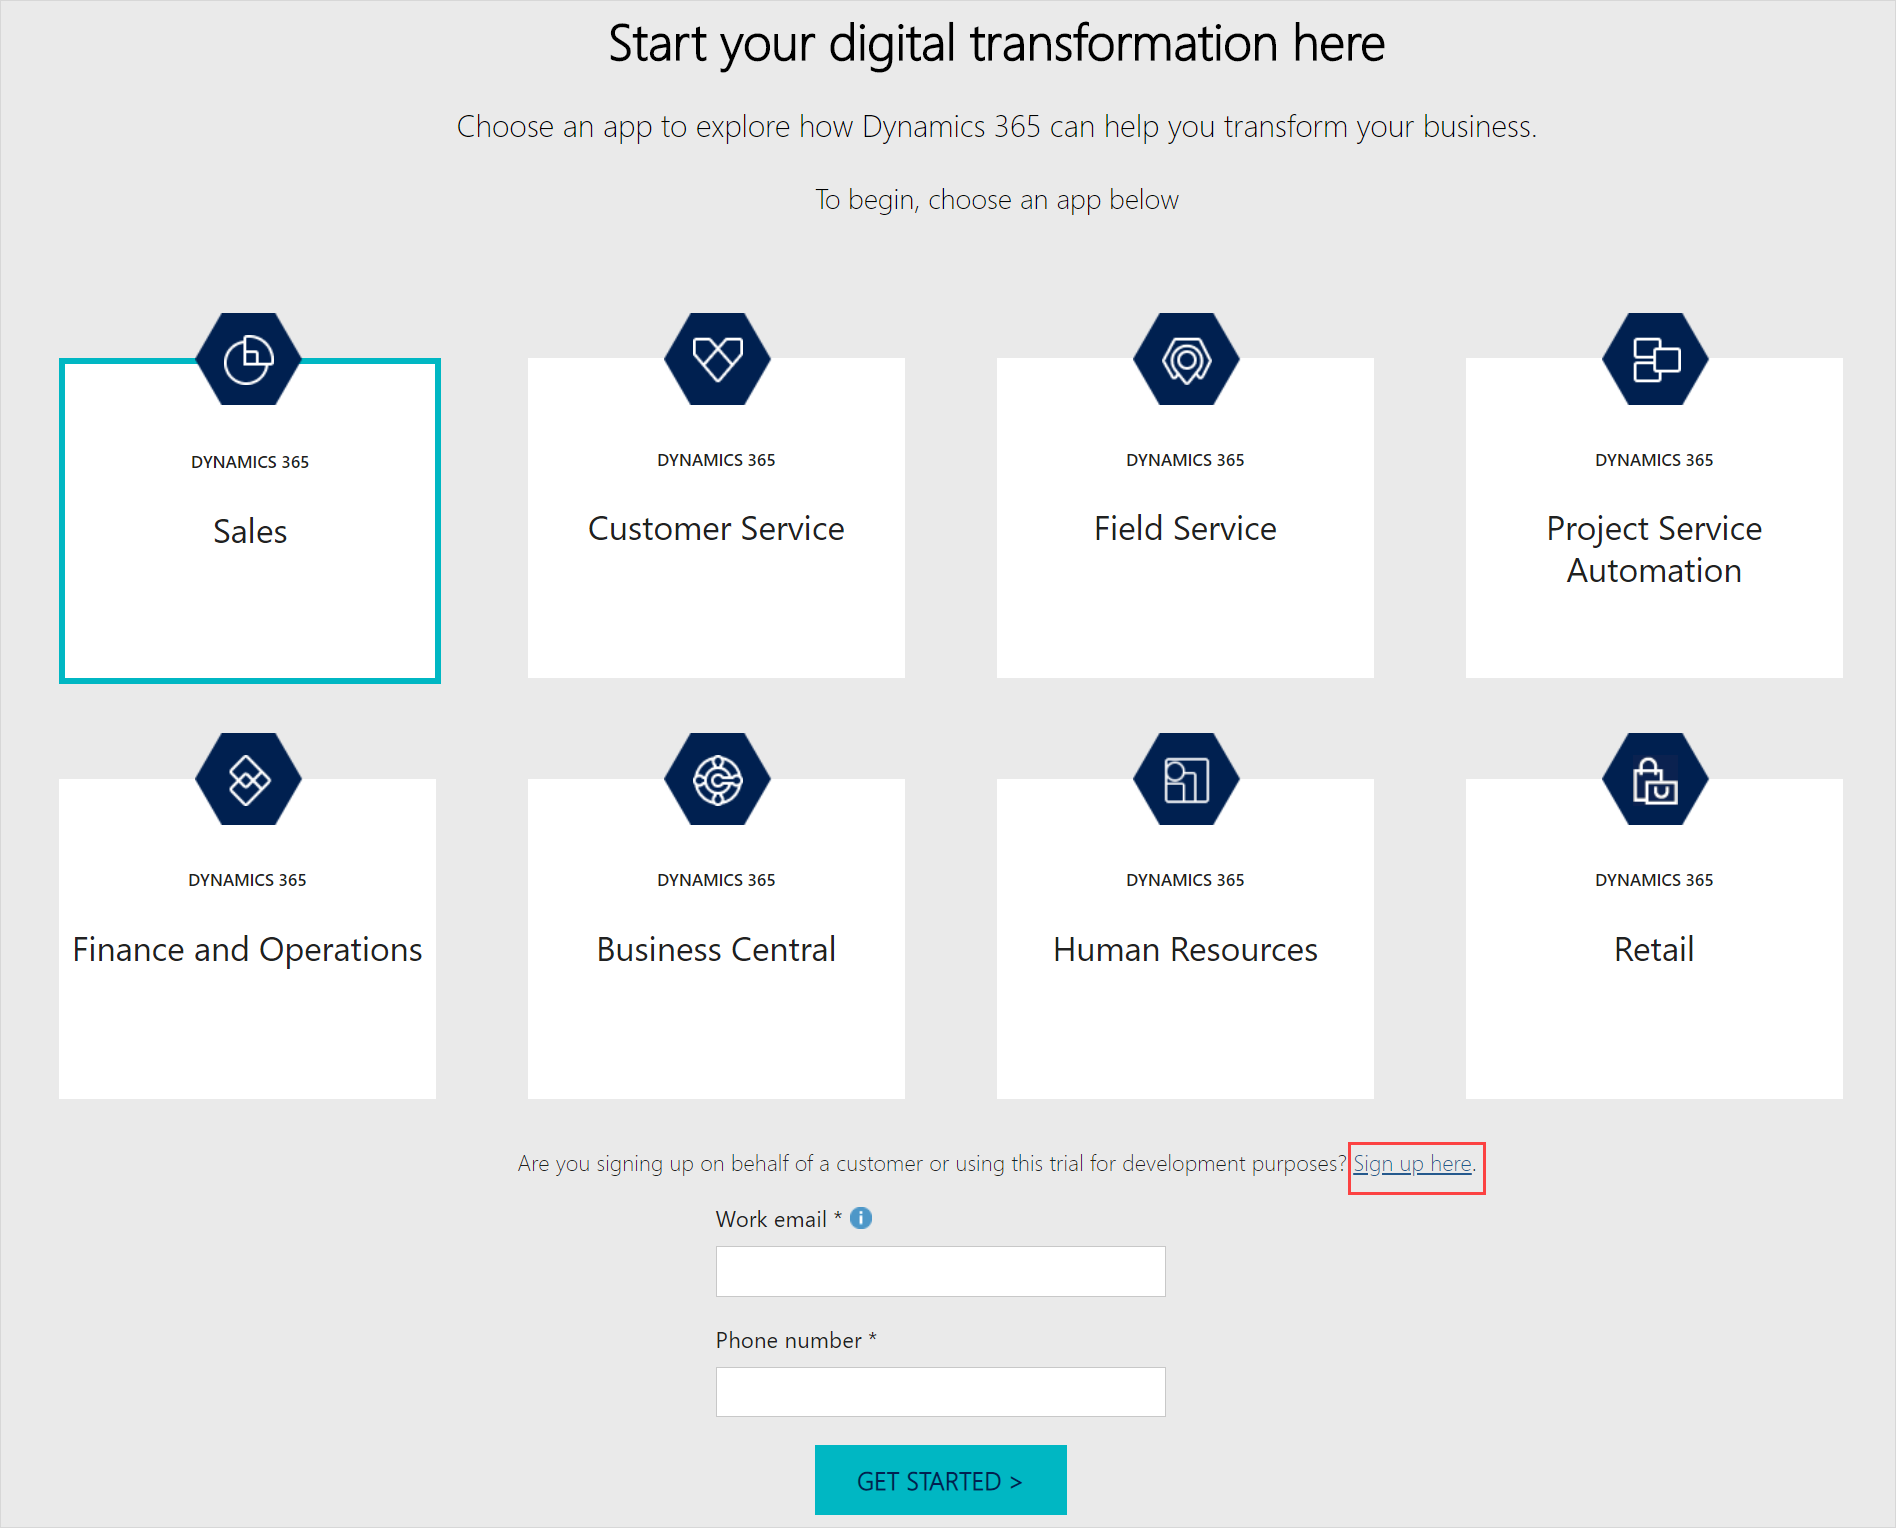 Start your digital transformation here
Choose an app to explore how Dynamics 365 can help you transform your business.
To begin, choose an app below
DYNAMICS 365
Sales
DYNAMICS 365
Customer Service
DYNAMICS 365
Field Service
DYNAMICS 365
Project Service
Automation
DYNAMICS 365
Finance and Operations
DYNAMICS 365
Business Central
DYNAMICS 365
Human Resources
DYNAMICS 365
Retail
Are you signing up on behalf of a customer or using this trial for development purposes? Sign up here.
Work email *
Phone number *
GET STARTED >